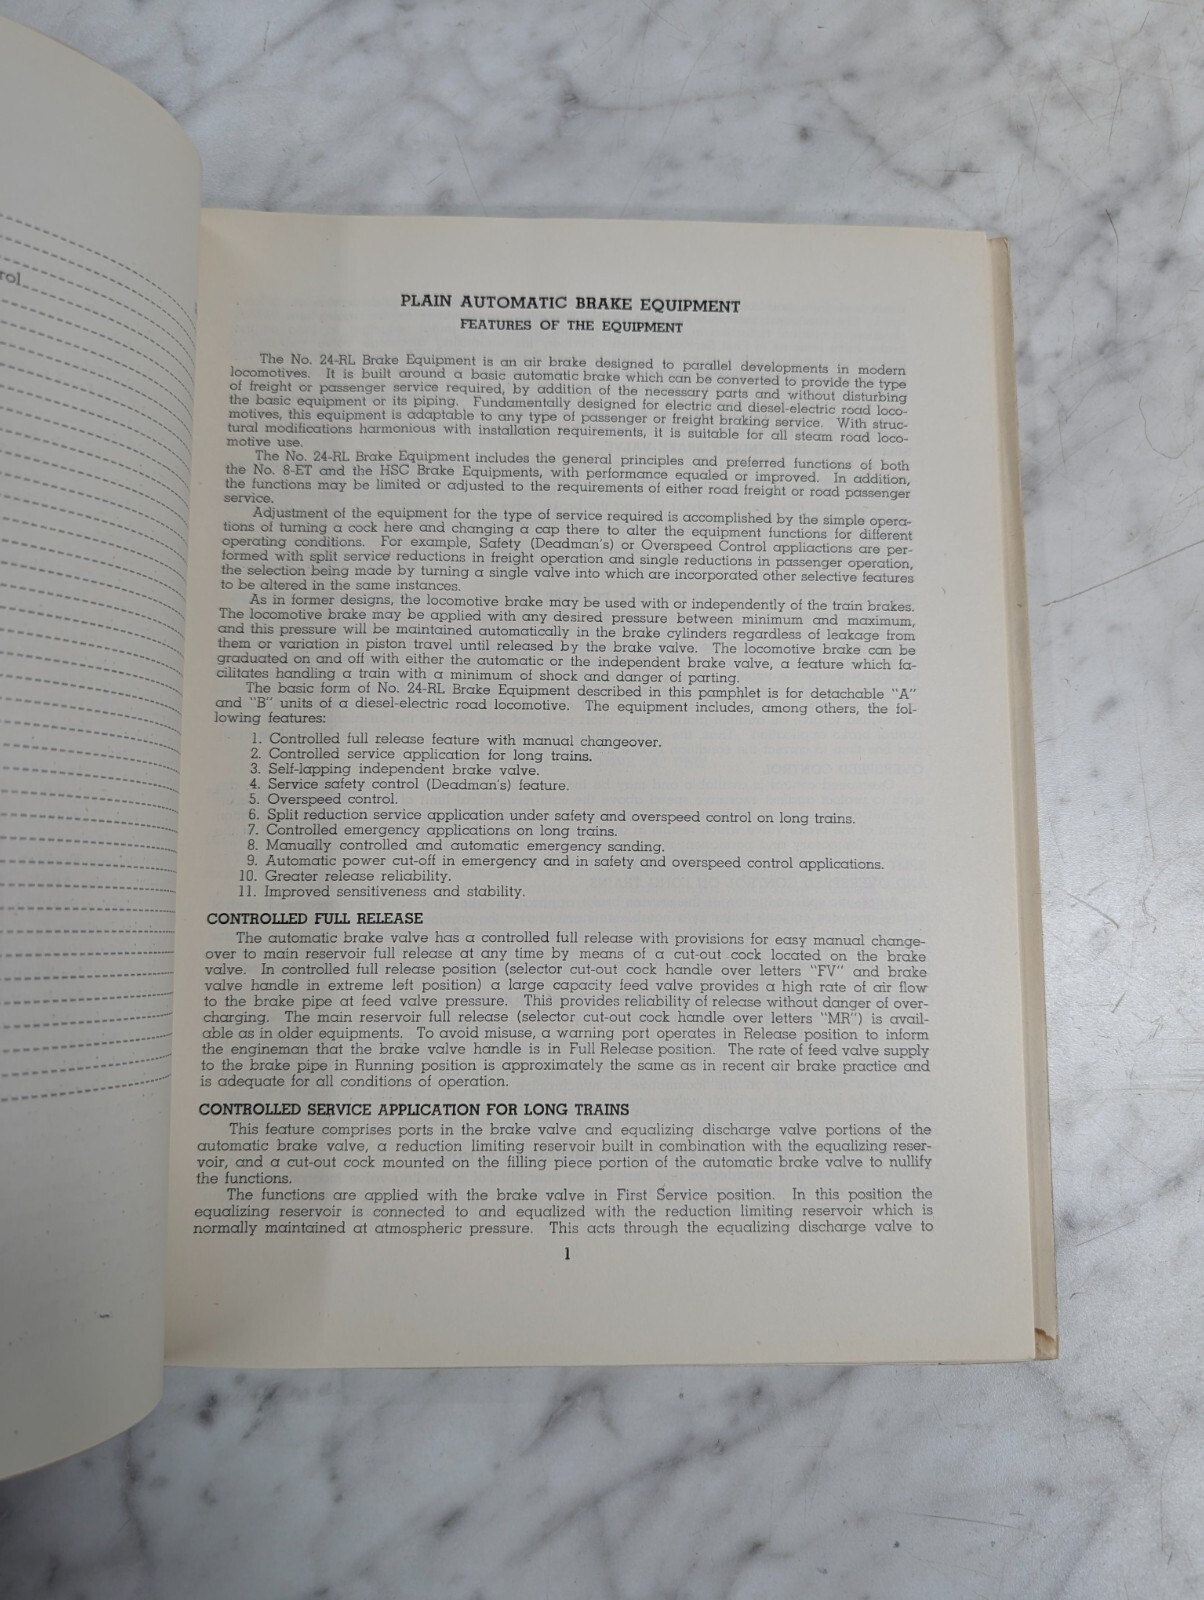 rol
PLAIN AUTOMATIC BRAKE EQUIPMENT
FEATURES OF THE EQUIPMENT
The No. 24-RL Brake Equipment is an air brake designed to parallel developments in modern
locomotives. It is built around a basic automatic brake which can be converted to provide the type
of freight or passenger service required, by addition of the necessary parts and without disturbing
the basic equipment or its piping. Fundamentally designed for electric and diesel-electric road loco-
motives, this equipment is adaptable to any type of passenger or freight braking service. With struc-
tural modifications harmonious with installation requirements, it is suitable for all steam road loco-
motive use.
The No. 24-RL Brake Equipment includes the general principles and preferred functions of both
the No. 8-ET and the HSC Brake Equipments, with performance equaled or improved. In addition,
the functions may be limited or adjusted to the requirements of either road freight or road passenger
service.
Adjustment of the equipment for the type of service required is accomplished by the simple opera-
tions of turning a cock here and changing a cap there to alter the equipment functions for different
operating conditions. For example, Safety (Deadman's) or Overspeed Control appliactions are per-
formed with split service reductions in freight operation and single reductions in passenger operation,
the selection being made by turning a single valve into which are incorporated other selective features
to be altered in the same instances.
As in former designs, the locomotive brake may be used with or independently of the train brakes.
The locomotive brake may be applied with any desired pressure between minimum and maximum,
and this pressure will be maintained automatically in the brake cylinders regardless of leakage from
them or variation in piston travel until released by the brake valve. The locomotive brake can be
graduated on and off with either the automatic or the independent brake valve, a feature which fa-
cilitates handling a train with a minimum of shock and danger of parting.
The basic form of No. 24-RL Brake Equipment described in this pamphlet is for detachable "A"
and "B" units of a diesel-electric road locomotive. The equipment includes, among others, the fol-
lowing features:
1. Controlled full release feature with manual changeover.
2. Controlled service application for long trains.
3. Self-lapping independent brake valve.
4. Service safety control (Deadman's) feature.
5. Overspeed control.
6. Split reduction service application under safety and overspeed control on long trains.
7. Controlled emergency applications on long trains.
8. Manually controlled and automatic emergency sanding.
9. Automatic power cut-off in emergency and in safety and overspeed control applications.
10. Greater release reliability.
11. Improved sensitiveness and stability.
CONTROLLED FULL RELEASE
The automatic brake valve has a controlled full release with provisions for easy manual change-
over to main reservoir full release at any time by means of a cut-out cock located on the brake
valve. In controlled full release position (selector cut-out cock handle over letters "FV" and brake
valve handle in extreme left position) a large capacity feed valve provides a high rate of air flow
to the brake pipe at feed valve pressure. This provides reliability of release without danger of over-
charging. The main reservoir full release (selector cut-out cock handle over letters "MR") is avail-
able as in older equipments. To avoid misuse, a warning port operates in Release position to inform
the engineman that the brake valve handle is in Full Release position. The rate of feed valve supply
to the brake pipe in Running position is approximately the same as in recent air brake practice and
is adequate for all conditions of operation.
CONTROLLED SERVICE APPLICATION FOR LONG TRAINS
This feature comprises ports in the brake valve and equalizing discharge valve portions of the
automatic brake valve, a reduction limiting reservoir built in combination with the equalizing reser-
voir, and a cut-out cock mounted on the filling piece portion of the automatic brake valve to nullify
the functions.
The functions are applied with the brake valve in First Service position. In this position the
equalizing reservoir is connected to and equalized with the reduction limiting reservoir which is
normally maintained at atmospheric pressure. This acts through the equalizing discharge valve to
1